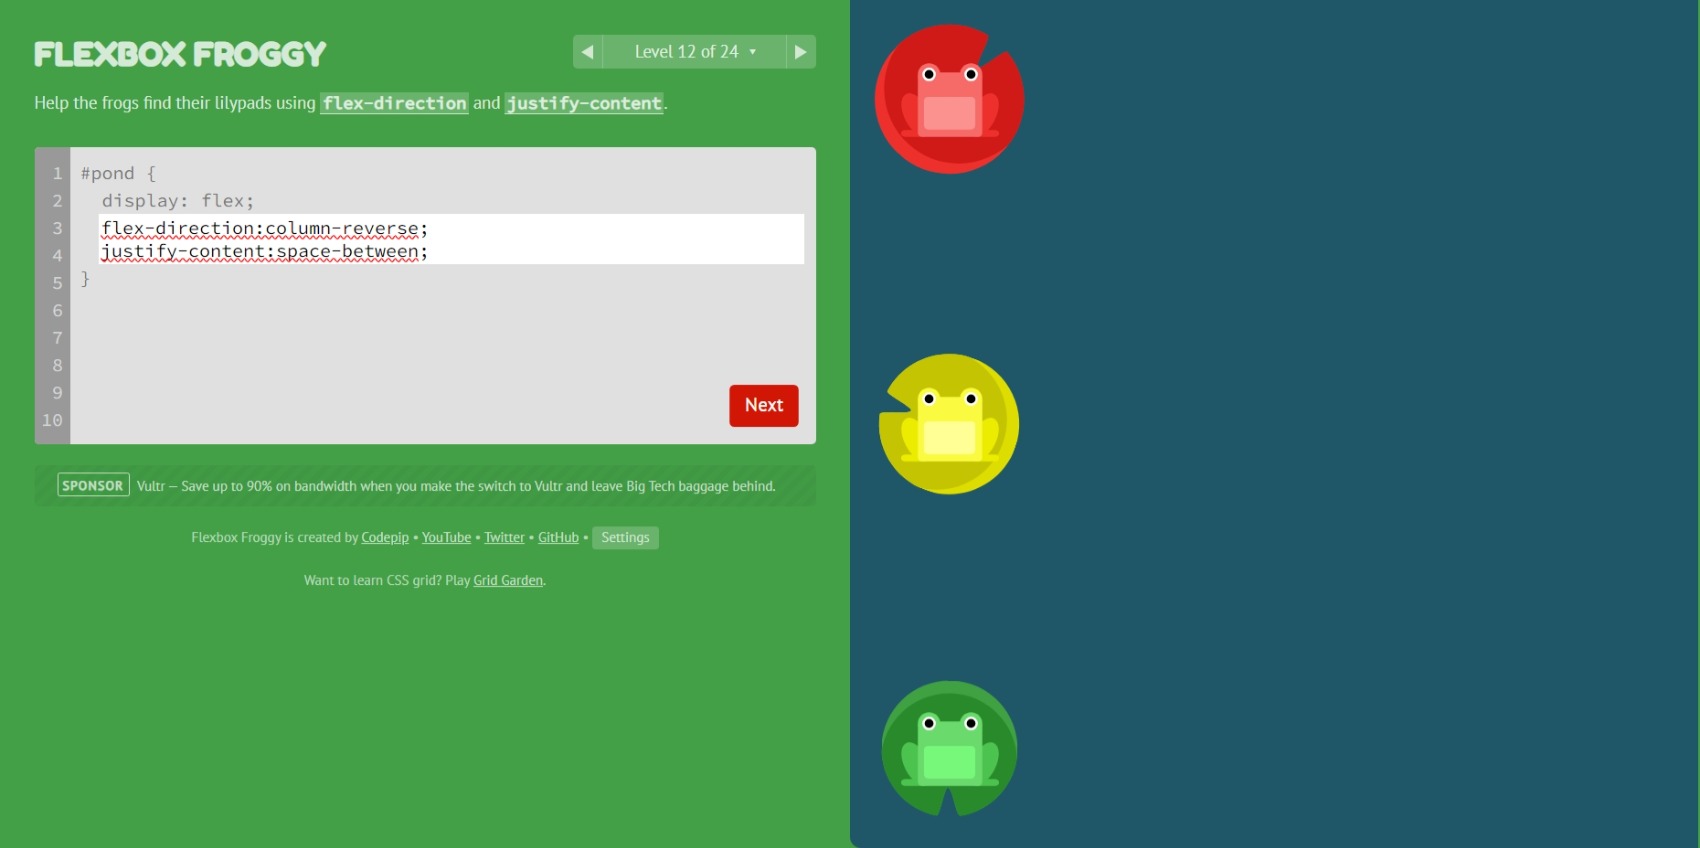 FLEXBOX FROGGY
◀ Level 12 of 24 ▼ ▶
Help the frogs find their lilypads using flex-direction and justify-content.
1 #pond {
2 display: flex;
3 flex-direction:column-reverse;
4 justify-content:space-between;
5 }
6
7
8
9
10
Next
SPONSOR Vultr — Save up to 90% on bandwidth when you make the switch to Vultr and leave Big Tech baggage behind.
Flexbox Froggy is created by Codepip • YouTube • Twitter • GitHub • Settings
Want to learn CSS grid? Play Grid Garden.